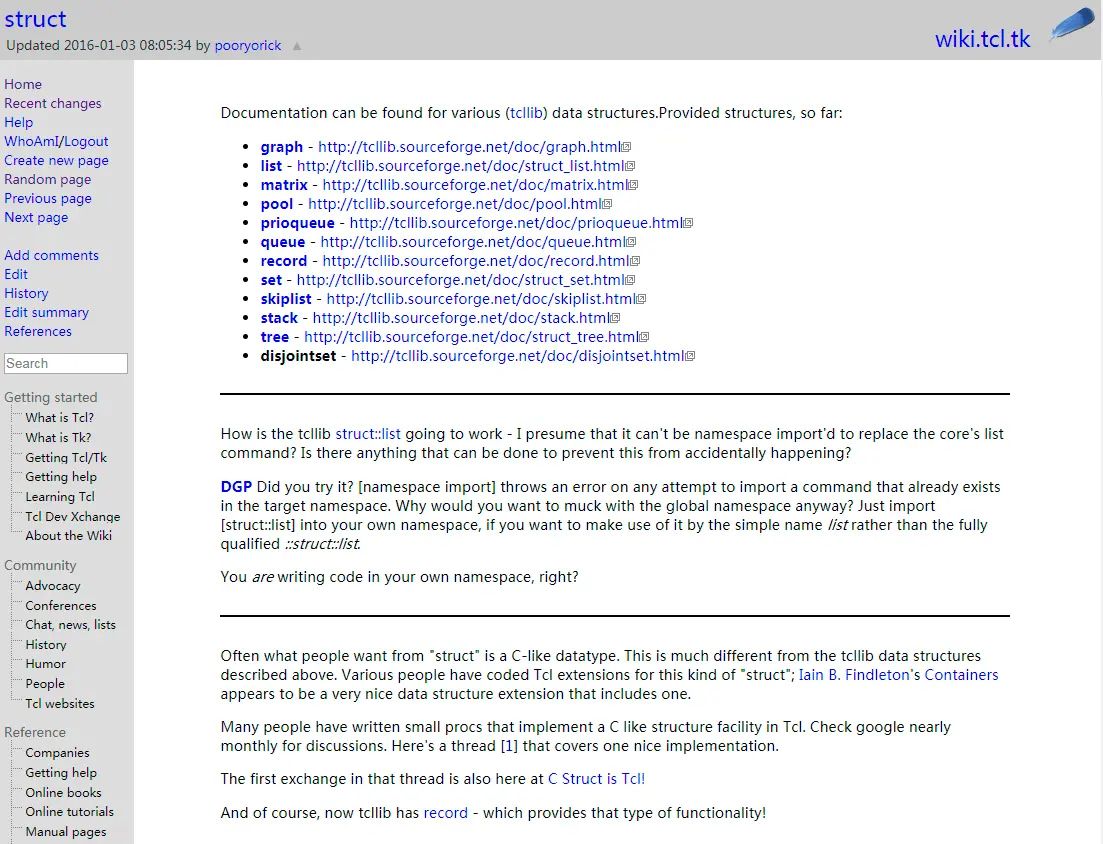 struct
Updated 2016-01-03 08:05:34 by pooryorick ▲
wiki.tcl.tk
Home
Recent changes
Help
WhoAmI/Logout
Create new page
Random page
Previous page
Next page
Add comments
Edit
History
Edit summary
References
Search
Getting started
What is Tcl?
What is Tk?
Getting Tcl/Tk
Getting help
Learning Tcl
Tcl Dev Xchange
About the Wiki
Community
Advocacy
Conferences
Chat, news, lists
History
Humor
People
Tcl websites
Reference
Companies
Getting help
Online books
Online tutorials
Manual pages
Documentation can be found for various (tcllib) data structures.Provided structures, so far:
• graph - http://tcllib.sourceforge.net/doc/graph.html
• list - http://tcllib.sourceforge.net/doc/struct_list.html
• matrix - http://tcllib.sourceforge.net/doc/matrix.html
• pool - http://tcllib.sourceforge.net/doc/pool.html
• prioqueue - http://tcllib.sourceforge.net/doc/prioqueue.html
• queue - http://tcllib.sourceforge.net/doc/queue.html
• record - http://tcllib.sourceforge.net/doc/record.html
• set - http://tcllib.sourceforge.net/doc/struct_set.html
• skiplist - http://tcllib.sourceforge.net/doc/skiplist.html
• stack - http://tcllib.sourceforge.net/doc/stack.html
• tree - http://tcllib.sourceforge.net/doc/struct_tree.html
• disjointset - http://tcllib.sourceforge.net/doc/disjointset.html
How is the tcllib struct::list going to work - I presume that it can't be namespace import'd to replace the core's list
command? Is there anything that can be done to prevent this from accidentally happening?
DGP Did you try it? [namespace import] throws an error on any attempt to import a command that already exists
in the target namespace. Why would you want to muck with the global namespace anyway? Just import
[struct::list] into your own namespace, if you want to make use of it by the simple name list rather than the fully
qualified ::struct::list.
You are writing code in your own namespace, right?
Often what people want from "struct" is a C-like datatype. This is much different from the tcllib data structures
described above. Various people have coded Tcl extensions for this kind of "struct"; Iain B. Findleton's Containers
appears to be a very nice data structure extension that includes one.
Many people have written small procs that implement a C like structure facility in Tcl. Check google nearly
monthly for discussions. Here's a thread [1] that covers one nice implementation.
The first exchange in that thread is also here at C Struct is Tcl!
And of course, now tcllib has record - which provides that type of functionality!